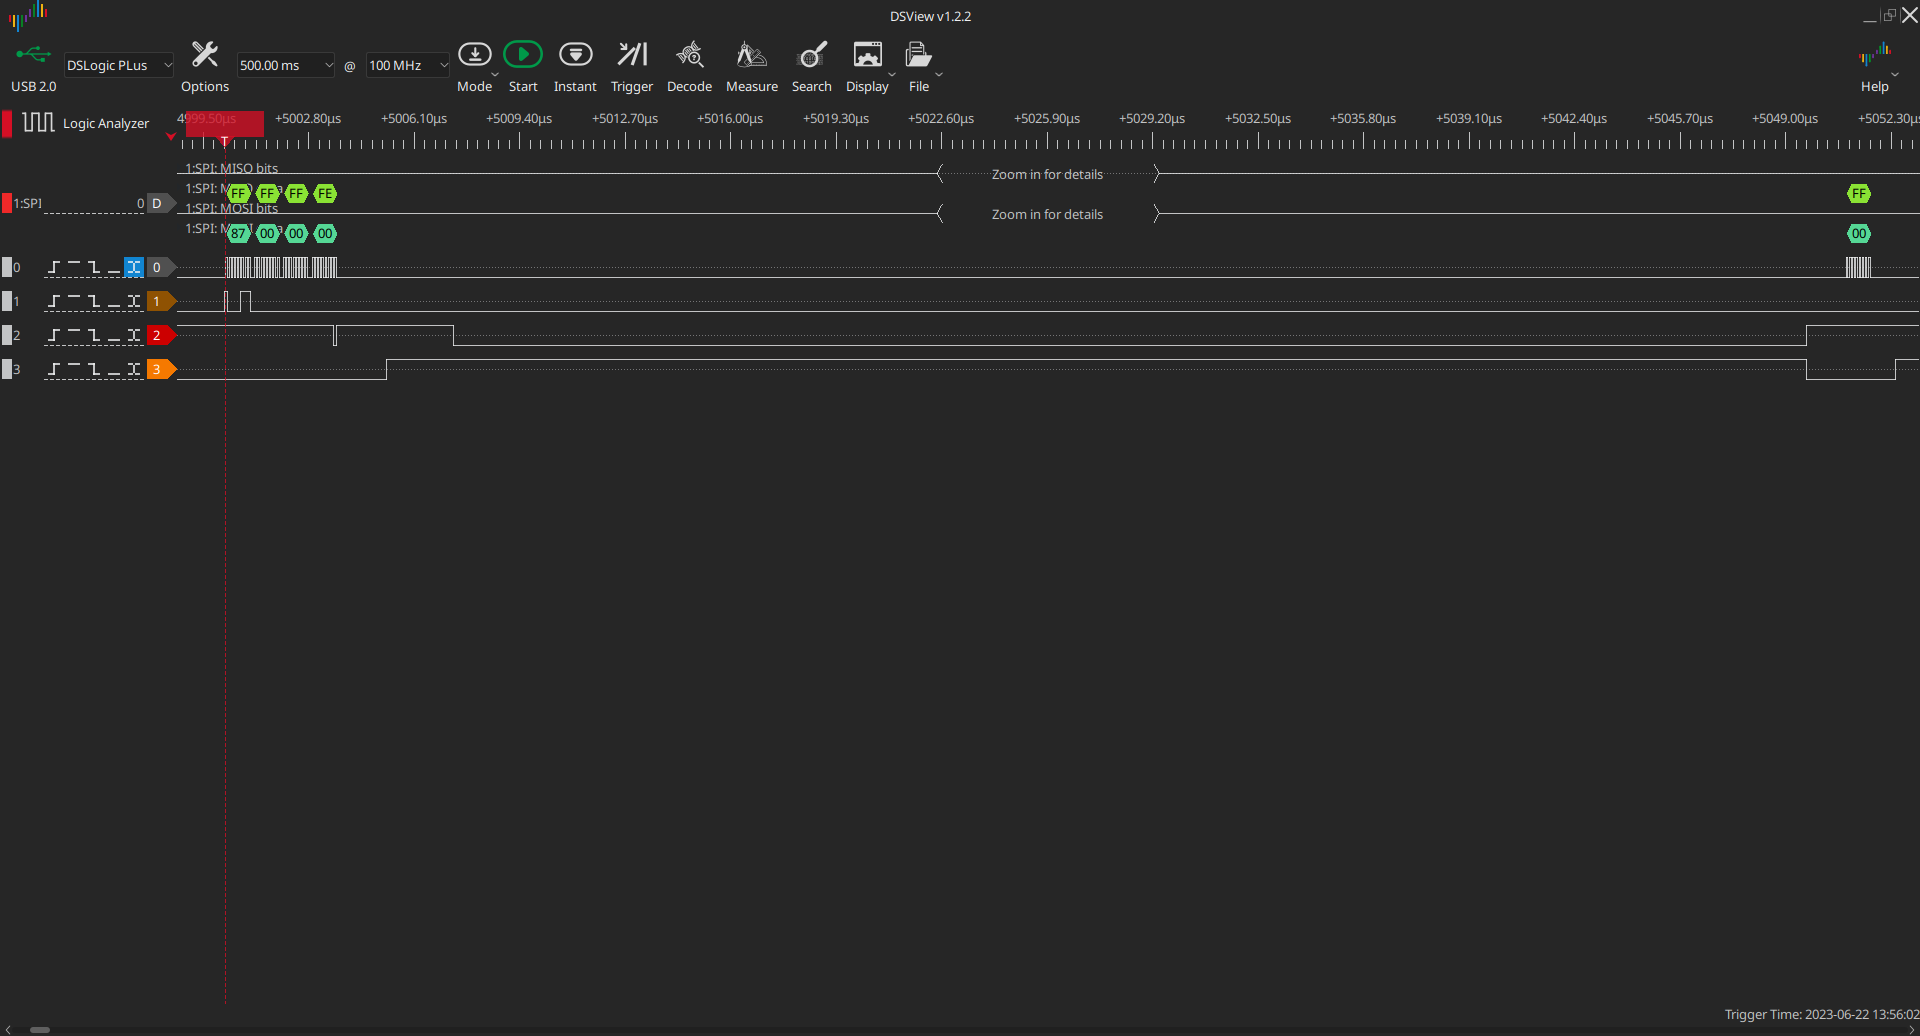 DSView v1.2.2
USB 2.0
DSLogic PLus
Options
500.00 ms
@
100 MHz
Mode
Start
Instant
Trigger
Decode
Measure
Search
Display
File
Help
Logic Analyzer
4999.50µs +5002.80µs +5006.10µs +5009.40µs +5012.70µs +5016.00µs +5019.30µs +5022.60µs +5025.90µs +5029.20µs +5032.50µs +5035.80µs +5039.10µs +5042.40µs +5045.70µs +5049.00µs +5052.30µs
T
1:SPI: MISO bits
Zoom in for details
1:SPI: M
FF FF FF FE FF
1:SPI 0 D
1:SPI: MOSI bits
Zoom in for details
1:SPI: M
87 00 00 00 00
0 0
1 1
2 2
3 3
Trigger Time: 2023-06-22 13:56:02